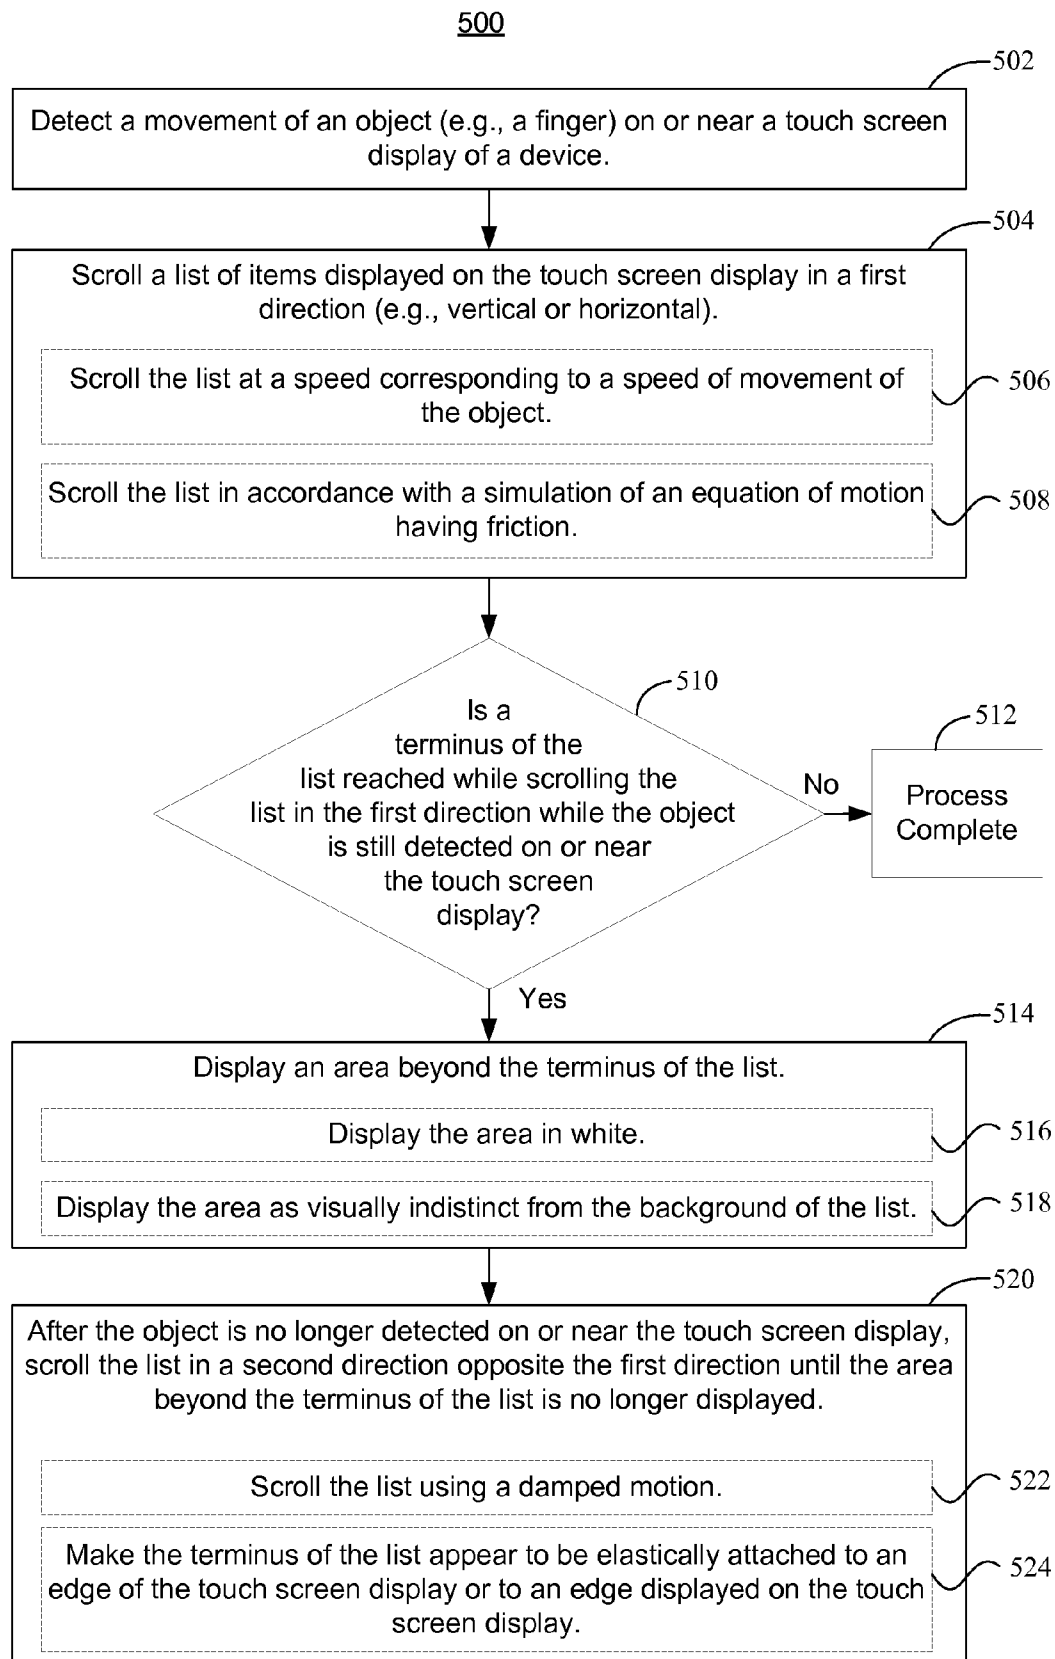 500
502
Detect a movement of an object (e.g., a finger) on or near a touch screen
display of a device.
504
Scroll a list of items displayed on the touch screen display in a first
direction (e.g., vertical or horizontal).
Scroll the list at a speed corresponding to a speed of movement of
the object.
506
Scroll the list in accordance with a simulation of an equation of motion
having friction.
508
510
Is a
terminus of the
list reached while scrolling the
list in the first direction while the object
is still detected on or near
the touch screen
display?
No
512
Process
Complete
Yes
514
Display an area beyond the terminus of the list.
Display the area in white.
516
Display the area as visually indistinct from the background of the list.
518
520
After the object is no longer detected on or near the touch screen display,
scroll the list in a second direction opposite the first direction until the area
beyond the terminus of the list is no longer displayed.
Scroll the list using a damped motion.
522
Make the terminus of the list appear to be elastically attached to an
edge of the touch screen display or to an edge displayed on the touch
screen display.
524